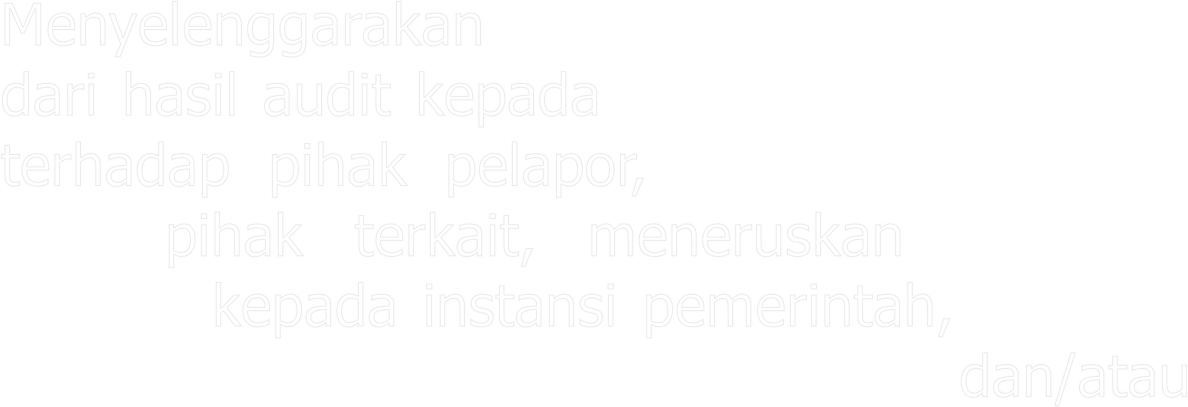 Menyelenggarakan
dari hasil audit kepada
terhadap pihak pelapor,
pihak terkait, meneruskan
kepada instansi pemerintah,
dan/atau